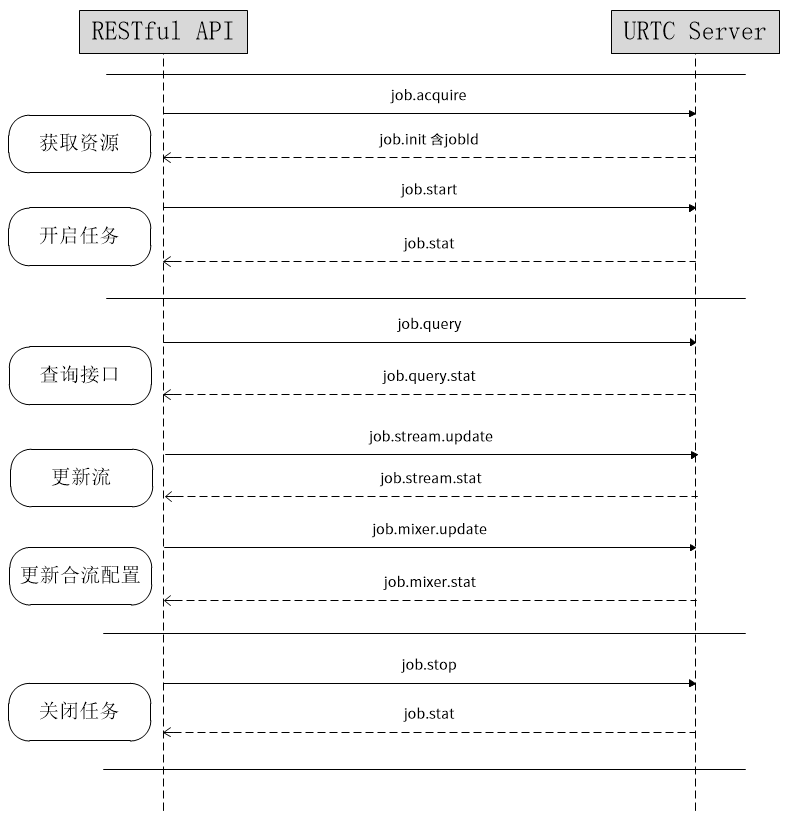 RESTful API
URTC Server
job.acquire
获取资源
job.init 含jobId
job.start
开启任务
job.stat
job.query
查询接口
job.query.stat
job.stream.update
更新流
job.stream.stat
job.mixer.update
更新合流配置
job.mixer.stat
job.stop
关闭任务
job.stat